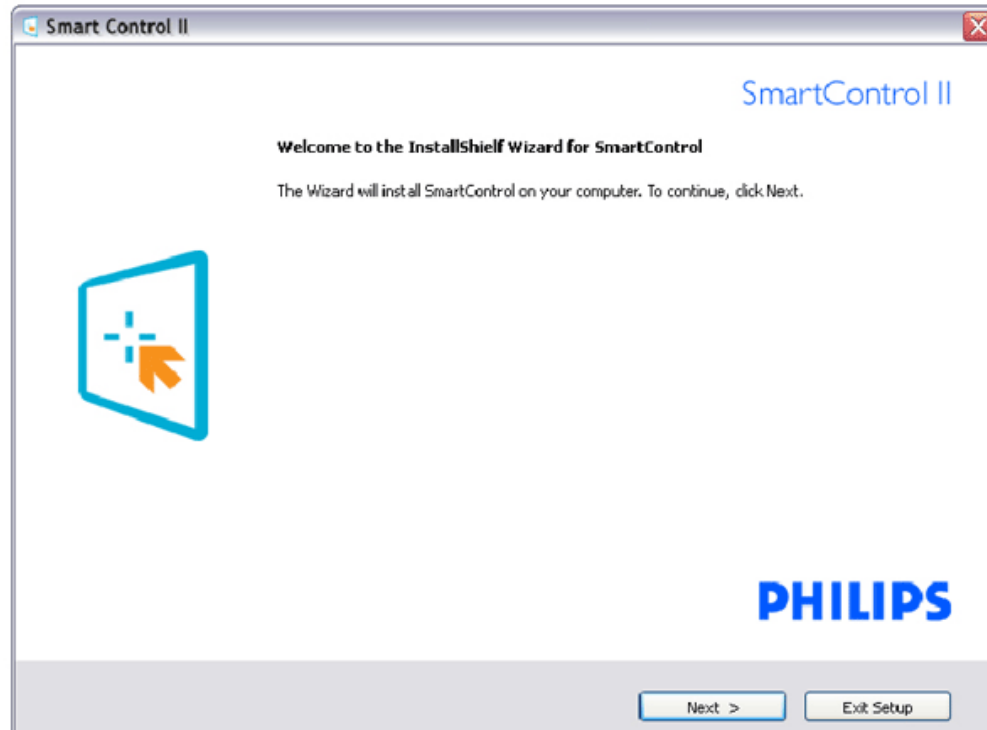 Smart Control II
SmartControl II
Welcome to the InstallShielf Wizard for SmartControl
The Wizard will install SmartControl on your computer. To continue, click Next.
PHILIPS
Next >
Exit Setup